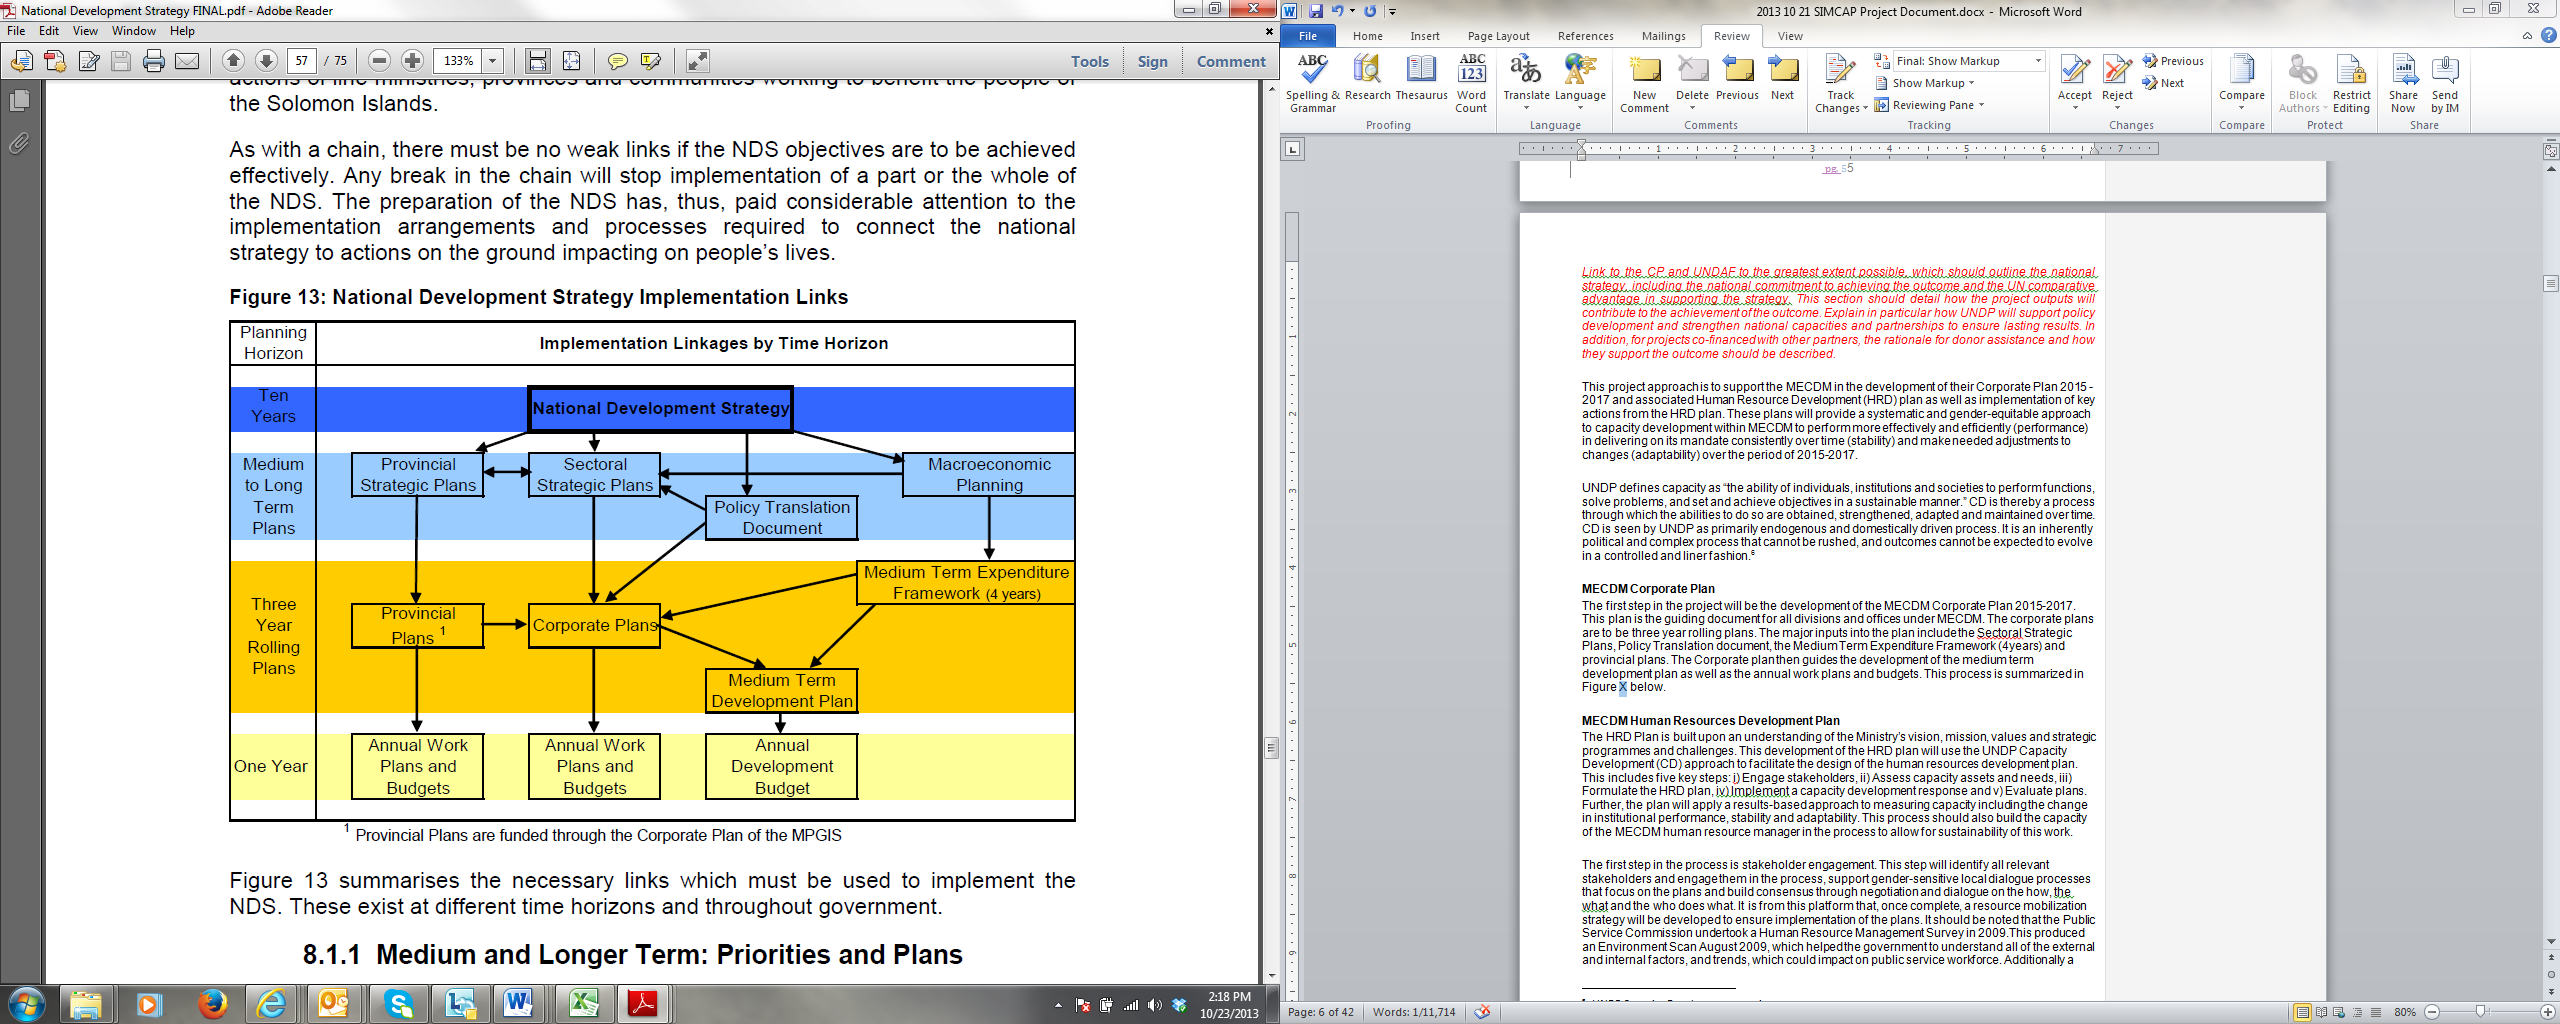 National Development Strategy FINAL.pdf - Adobe Reader
File Edit View Window Help
57 / 75 133%
Tools Sign Comment
actions of line ministries, provinces and communities working to benefit the people of
the Solomon Islands.
As with a chain, there must be no weak links if the NDS objectives are to be achieved
effectively. Any break in the chain will stop implementation of a part or the whole of
the NDS. The preparation of the NDS has, thus, paid considerable attention to the
implementation arrangements and processes required to connect the national
strategy to actions on the ground impacting on people's lives.
Figure 13: National Development Strategy Implementation Links
Planning
Horizon
Implementation Linkages by Time Horizon
Ten
Years
National Development Strategy
Medium
to Long
Term
Plans
Provincial
Strategic Plans
Sectoral
Strategic Plans
Macroeconomic
Planning
Policy Translation
Document
Three
Year
Rolling
Plans
Medium Term Expenditure
Framework (4 years)
Provincial
Plans 1
Corporate Plans
Medium Term
Development Plan
One Year
Annual Work
Plans and
Budgets
Annual Work
Plans and
Budgets
Annual
Development
Budget
1 Provincial Plans are funded through the Corporate Plan of the MPGIS
Figure 13 summarises the necessary links which must be used to implement the
NDS. These exist at different time horizons and throughout government.
8.1.1 Medium and Longer Term: Priorities and Plans
2:18 PM
10/23/2013
2013 10 21 SIMCAP Project Document.docx - Microsoft Word
File Home Insert Page Layout References Mailings Review View
Spelling &
Grammar
Research
Thesaurus
Word
Count
Proofing
Translate
Language
Language
New
Comment
Delete
Previous
Next
Comments
Track
Changes
Final: Show Markup
Show Markup
Reviewing Pane
Tracking
Accept
Reject
Previous
Next
Changes
Compare
Compare
Block
Authors
Restrict
Editing
Protect
Share
Now
Send
by IM
Share
1 2 3 4 5 6 7
pg. 55
Link to the CP and UNDAF to the greatest extent possible, which should outline the national
strategy, including the national commitment to achieving the outcome and the UN comparative
advantage in supporting the strategy. This section should detail how the project outputs will
contribute to the achievement of the outcome. Explain in particular how UNDP will support policy
development and strengthen national capacities and partnerships to ensure lasting results. In
addition, for projects co-financed with other partners, the rationale for donor assistance and how
they support the outcome should be described.
This project approach is to support the MECDM in the development of their Corporate Plan 2015 -
2017 and associated Human Resource Development (HRD) plan as well as implementation of key
actions from the HRD plan. These plans will provide a systematic and gender-equitable approach
to capacity development within MECDM to perform more effectively and efficiently (performance)
in delivering on its mandate consistently over time (stability) and make needed adjustments to
changes (adaptability) over the period of 2015-2017.
UNDP defines capacity as “the ability of individuals, institutions and societies to perform functions,
solve problems, and set and achieve objectives in a sustainable manner.” CD is thereby a process
through which the abilities to do so are obtained, strengthened, adapted and maintained over time.
CD is seen by UNDP as primarily endogenous and domestically driven process. It is an inherently
political and complex process that cannot be rushed, and outcomes cannot be expected to evolve
in a controlled and liner fashion.6
MECDM Corporate Plan
The first step in the project will be the development of the MECDM Corporate Plan 2015-2017.
This plan is the guiding document for all divisions and offices under MECDM. The corporate plans
are to be three year rolling plans. The major inputs into the plan include the Sectoral Strategic
Plans, Policy Translation document, the Medium Term Expenditure Framework (4years) and
provincial plans. The Corporate plan then guides the development of the medium term
development plan as well as the annual work plans and budgets. This process is summarized in
Figure X below.
MECDM Human Resources Development Plan
The HRD Plan is built upon an understanding of the Ministry's vision, mission, values and strategic
programmes and challenges. This development of the HRD plan will use the UNDP Capacity
Development (CD) approach to facilitate the design of the human resources development plan.
This includes five key steps: i) Engage stakeholders, ii) Assess capacity assets and needs, iii)
Formulate the HRD plan, iv) Implement a capacity development response and v) Evaluate plans.
Further, the plan will apply a results-based approach to measuring capacity including the change
in institutional performance, stability and adaptability. This process should also build the capacity
of the MECDM human resource manager in the process to allow for sustainability of this work.
The first step in the process is stakeholder engagement. This step will identify all relevant
stakeholders and engage them in the process, support gender-sensitive local dialogue processes
that focus on the plans and build consensus through negotiation and dialogue on the how, the
what and the who does what. It is from this platform that, once complete, a resource mobilization
strategy will be developed to ensure implementation of the plans. It should be noted that the Public
Service Commission undertook a Human Resource Management Survey in 2009.This produced
an Environment Scan August 2009, which helped the government to understand all of the external
and internal factors, and trends, which could impact on public service workforce. Additionally a
Page: 6 of 42 Words: 1/11,714 80%